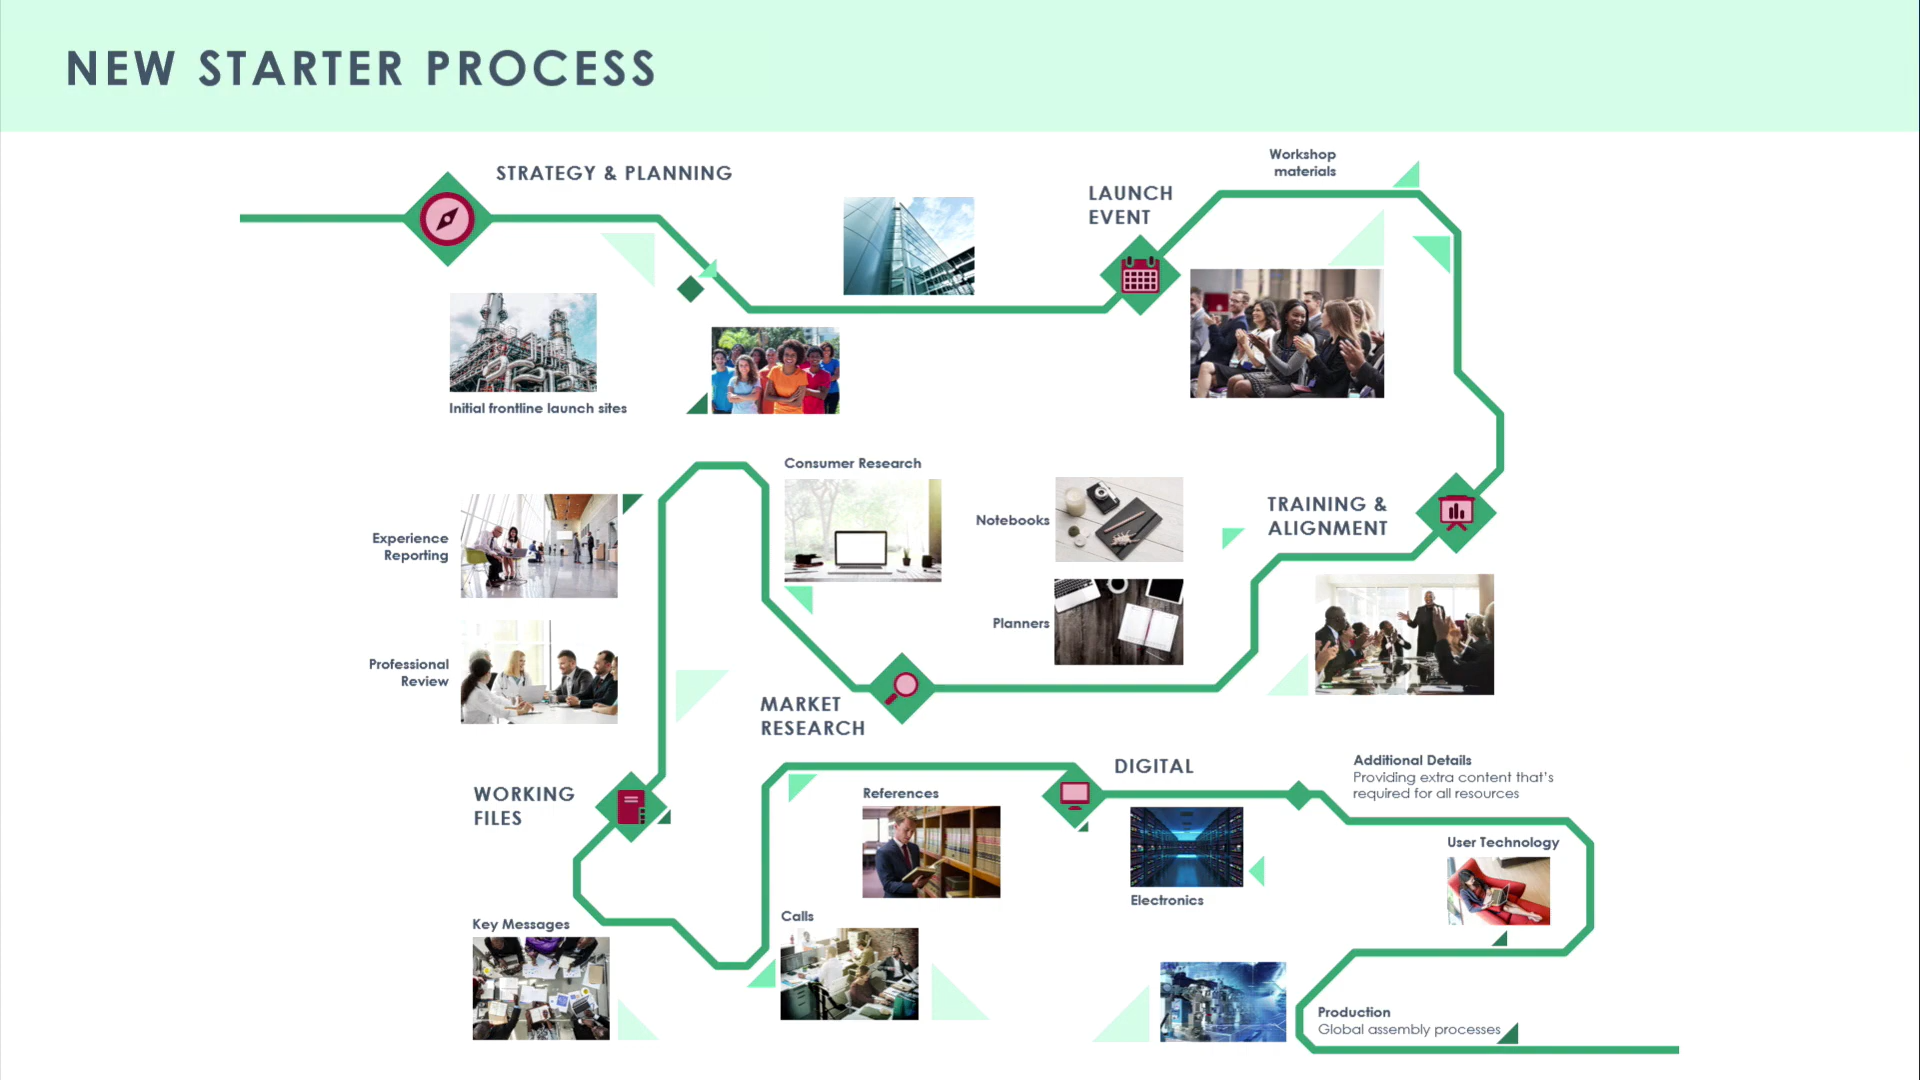 NEW STARTER PROCESS
STRATEGY & PLANNING
Initial frontline launch sites
LAUNCH
EVENT
Workshop
materials
TRAINING &
ALIGNMENT
Notebooks
Planners
Consumer Research
MARKET
RESEARCH
Experience
Reporting
Professional
Review
WORKING
FILES
Key Messages
Calls
References
DIGITAL
Electronics
Additional Details
Providing extra content that's
required for all resources
User Technology
Production
Global assembly processes